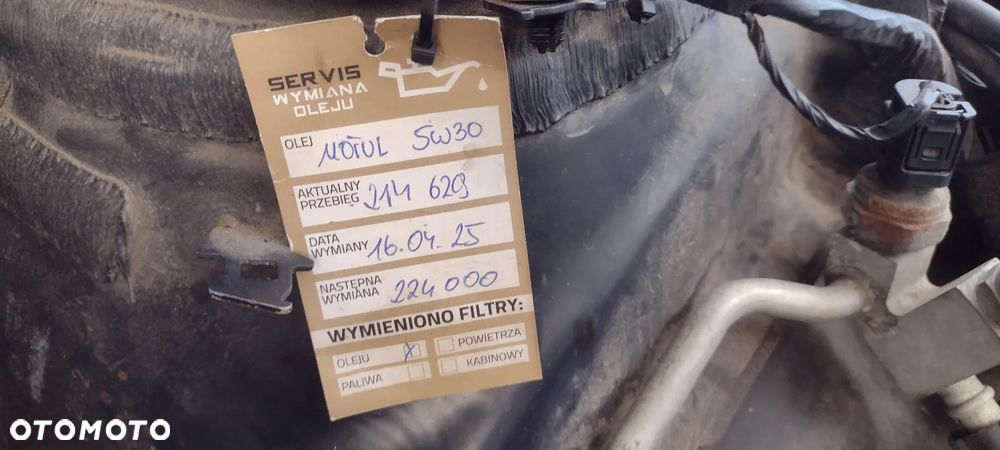 SERVIS
WYMIANA
OLEJU
OLEJ MOTUL 5W30
AKTUALNY PRZEBIEG 214 629
DATA WYMIANY 16.04.25
NASTĘPNA WYMIANA 224 000
WYMIENIONO FILTRY:
OLEJU X POWIETRZA
PALIWA KABINOWY
OTOMOTO